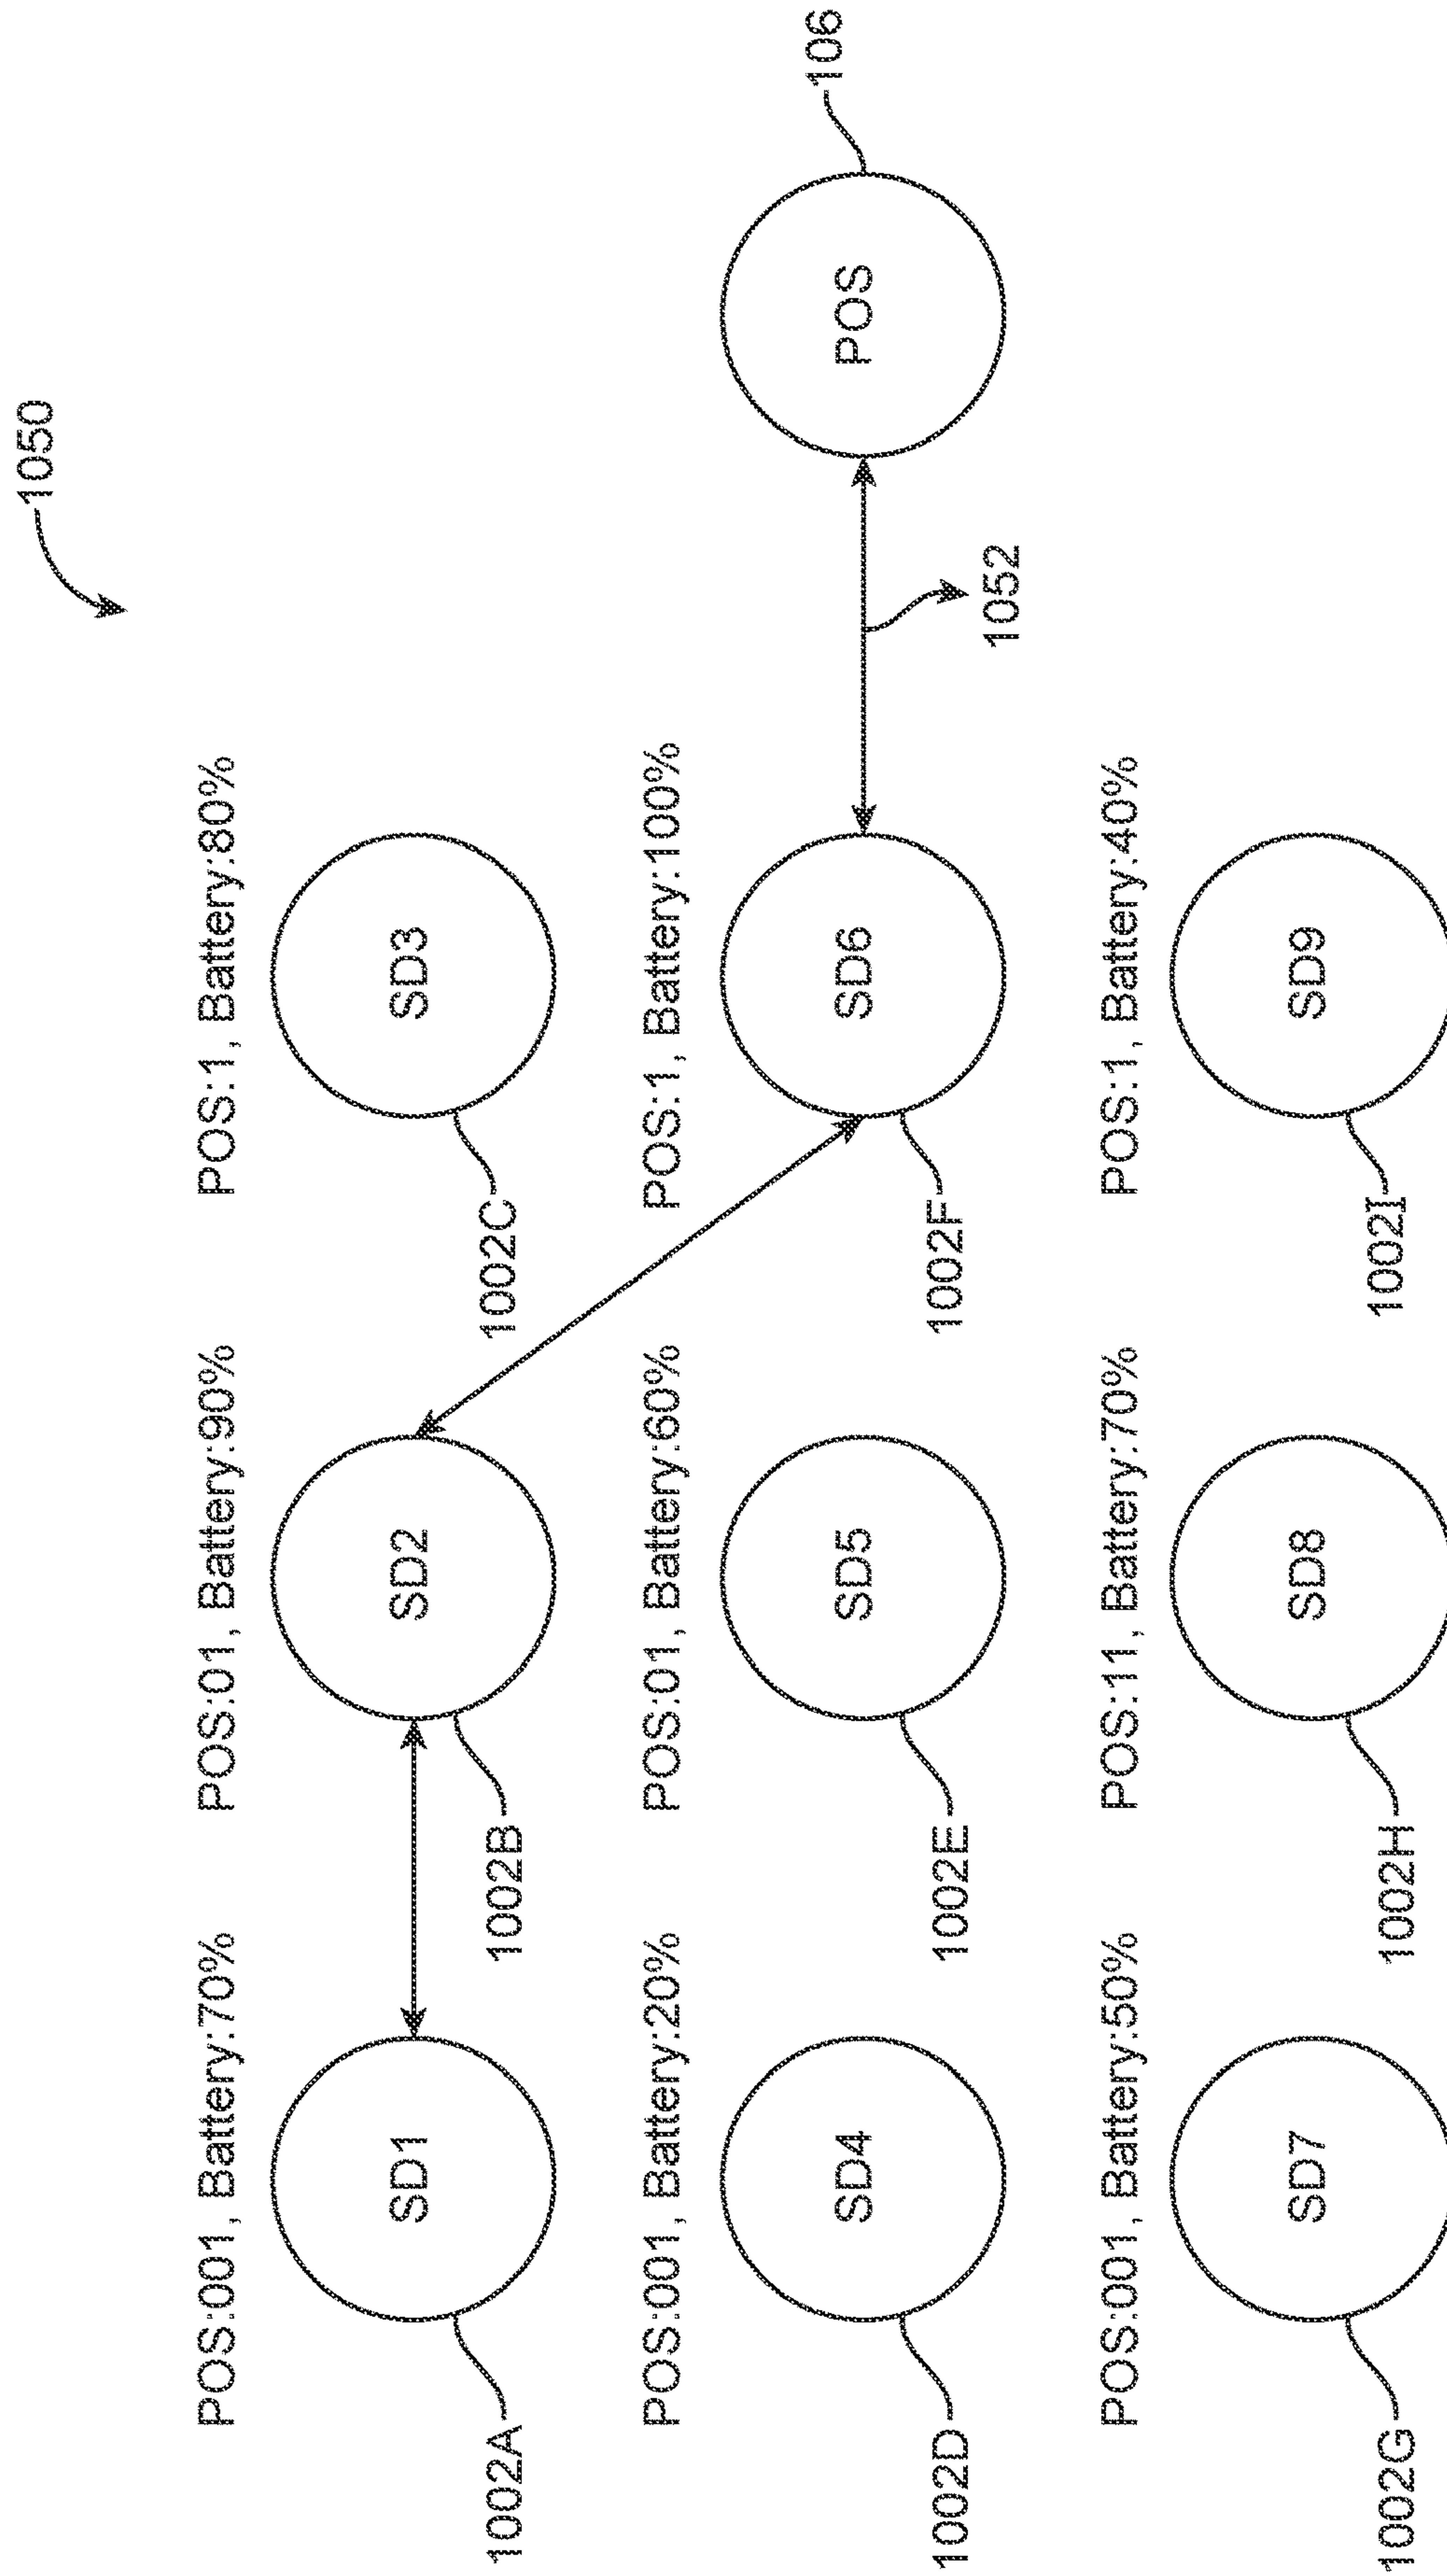 1050
POS:001, Battery:70%
POS:01, Battery:90%
POS:1, Battery:80%
SD1
SD2
SD3
1002A
1002B
1002C
POS:001, Battery:20%
POS:01, Battery:60%
POS:1, Battery:100%
SD4
SD5
SD6
POS
106
1002D
1002E
1002F
1052
POS:001, Battery:50%
POS:11, Battery:70%
POS:1, Battery:40%
SD7
SD8
SD9
1002G
1002H
1002I